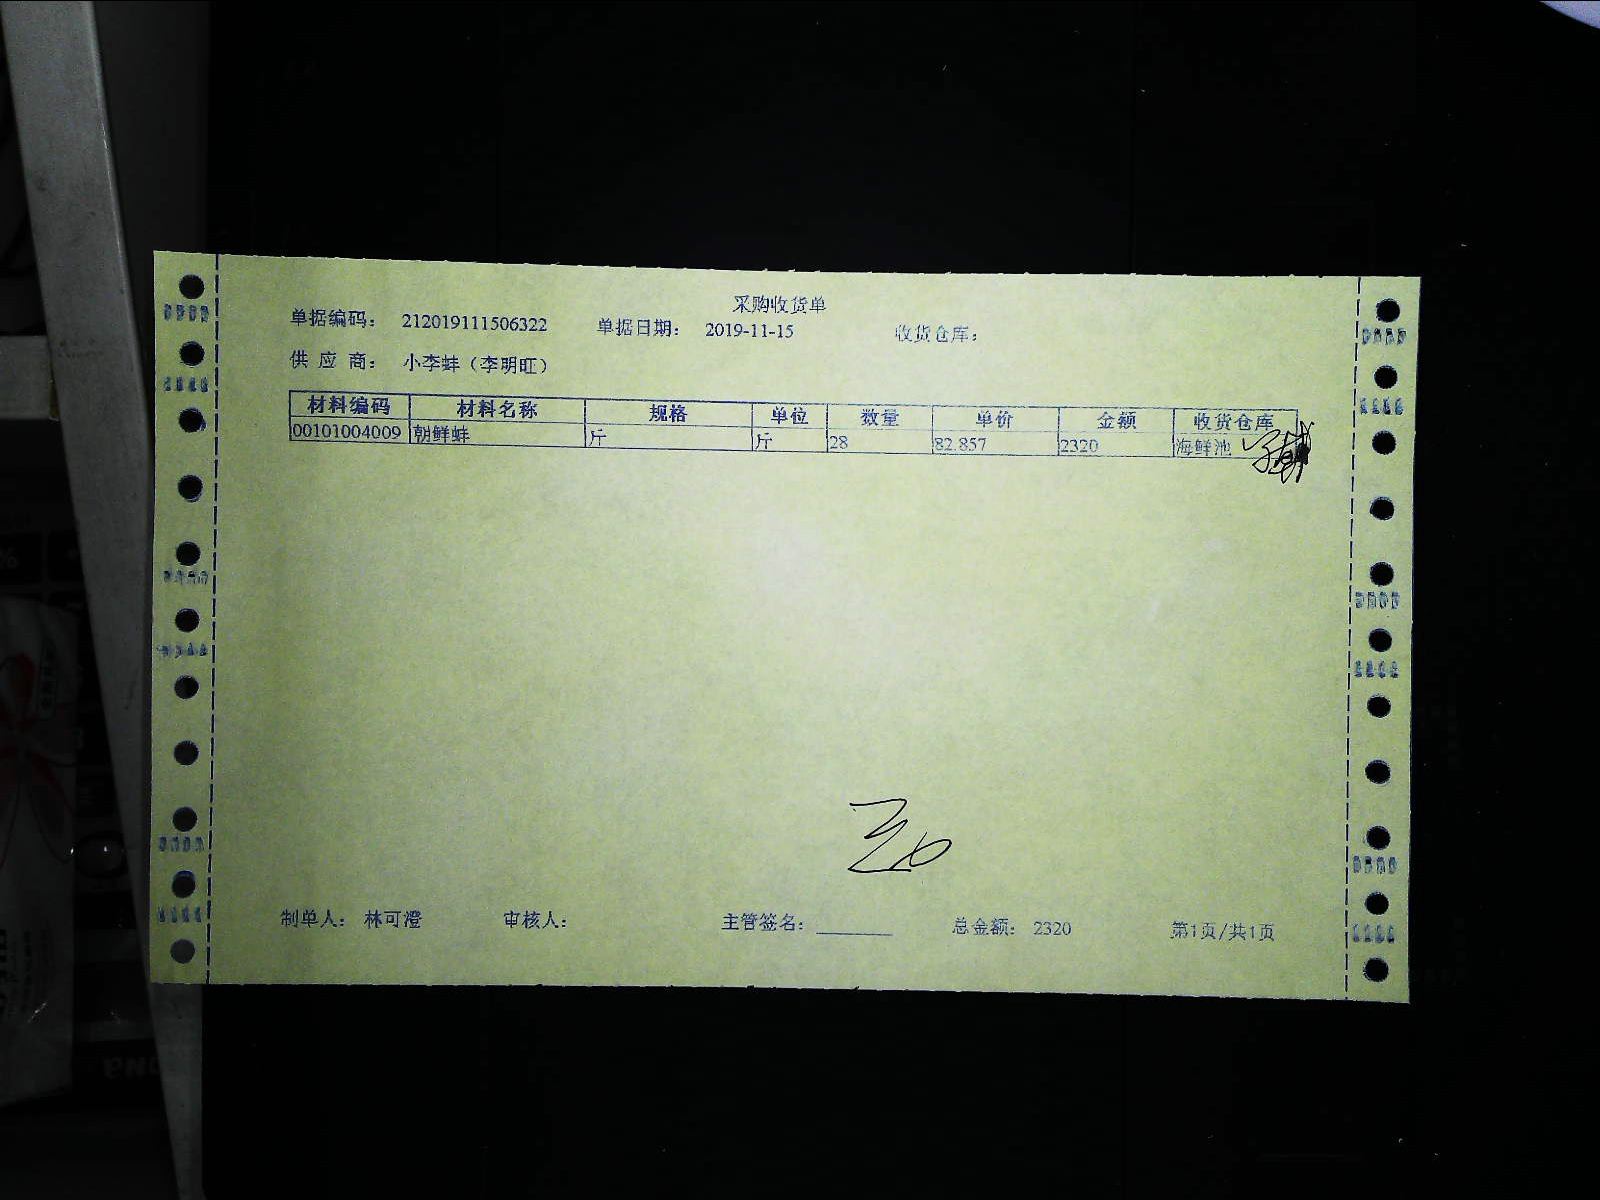 采购收货单
单据编码： 212019111506322 单据日期： 2019-11-15 收货仓库：
供 应 商： 小李蚌（李明旺）
材料编码 材料名称 规格 单位 数量 单价 金额 收货仓库
00101004009 朝鲜蚌 斤 斤 28 82.857 2320 海鲜池
制单人： 林可澄 审核人： 主管签名： 总金额： 2320 第1页/共1页